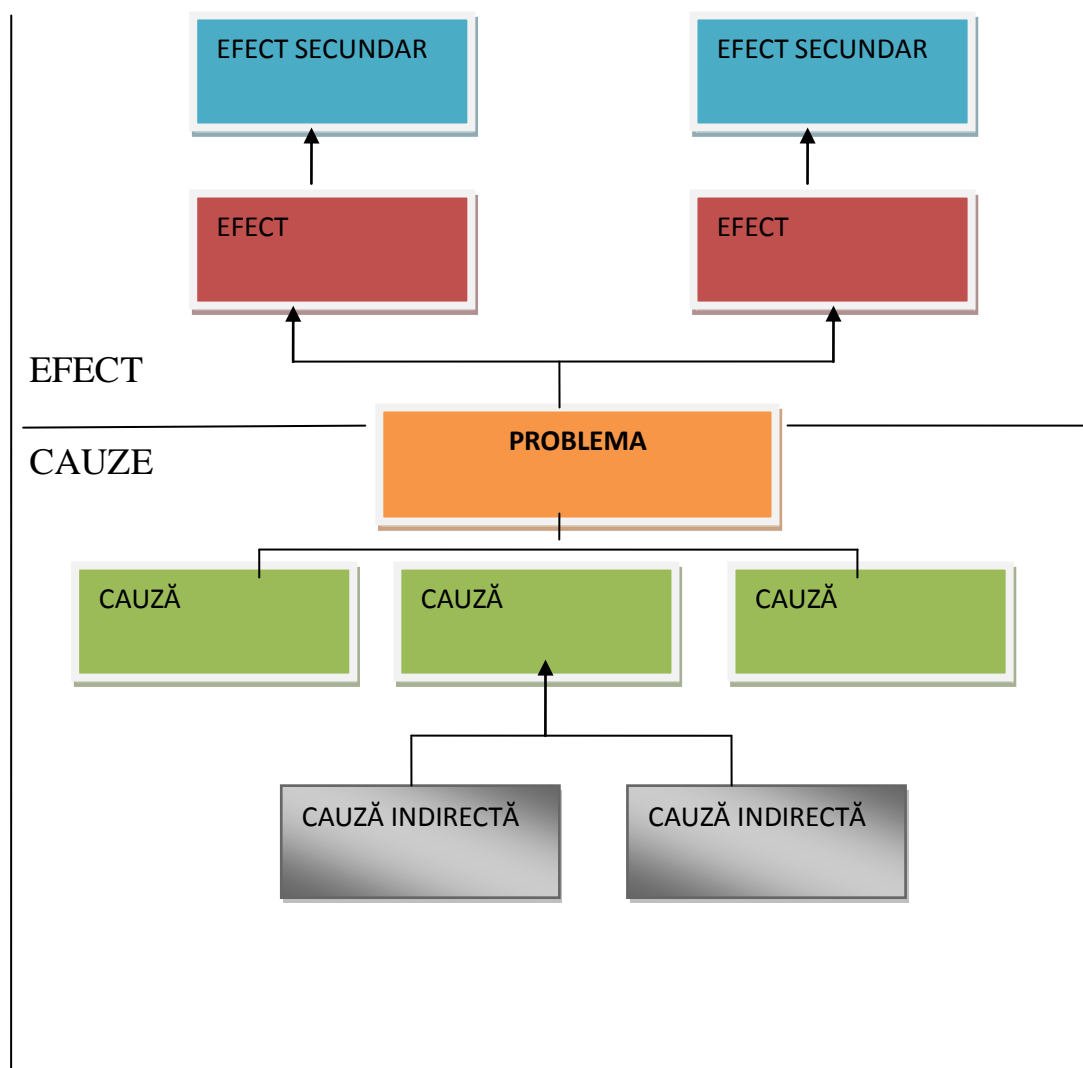 EFECT SECUNDAR
EFECT SECUNDAR
EFECT
EFECT
EFECT
PROBLEMA
CAUZE
CAUZĂ
CAUZĂ
CAUZĂ
CAUZĂ INDIRECTĂ
CAUZĂ INDIRECTĂ